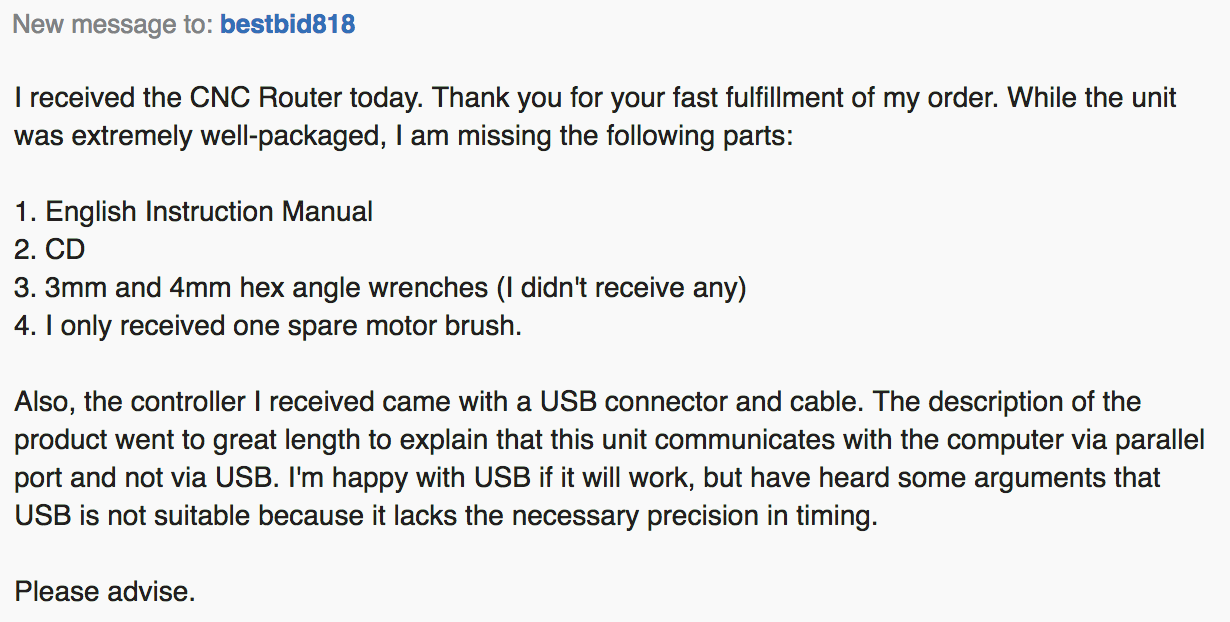 New message to: bestbid818
I received the CNC Router today. Thank you for your fast fulfillment of my order. While the unit
was extremely well-packaged, I am missing the following parts:
1. English Instruction Manual
2. CD
3. 3mm and 4mm hex angle wrenches (I didn't receive any)
4. I only received one spare motor brush.
Also, the controller I received came with a USB connector and cable. The description of the
product went to great length to explain that this unit communicates with the computer via parallel
port and not via USB. I'm happy with USB if it will work, but have heard some arguments that
USB is not suitable because it lacks the necessary precision in timing.
Please advise.